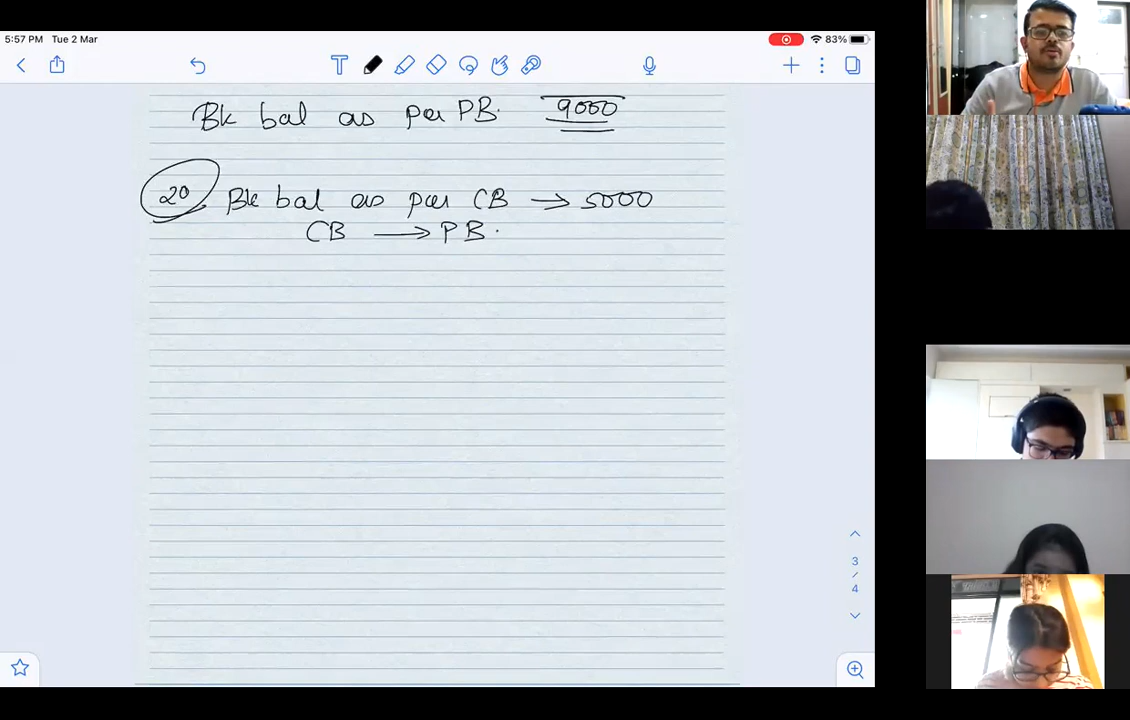 5:57 PM Tue 2 Mar
83%
T
Bk bal as per PB. 9000
20 Bk bal as per CB → 5000
CB → PB.
3
/
4